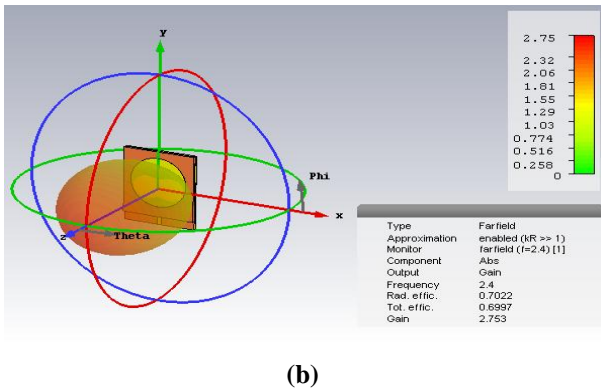 y
Phi
x
z
Theta
2.75
2.32
2.06
1.81
1.55
1.29
1.03
0.774
0.516
0.258
0
Type Farfield
Approximation enabled (kR >> 1)
Monitor farfield (f=2.4) [1]
Component Abs
Output Gain
Frequency 2.4
Rad. effic. 0.7022
Tot. effic. 0.6997
Gain 2.753
(b)